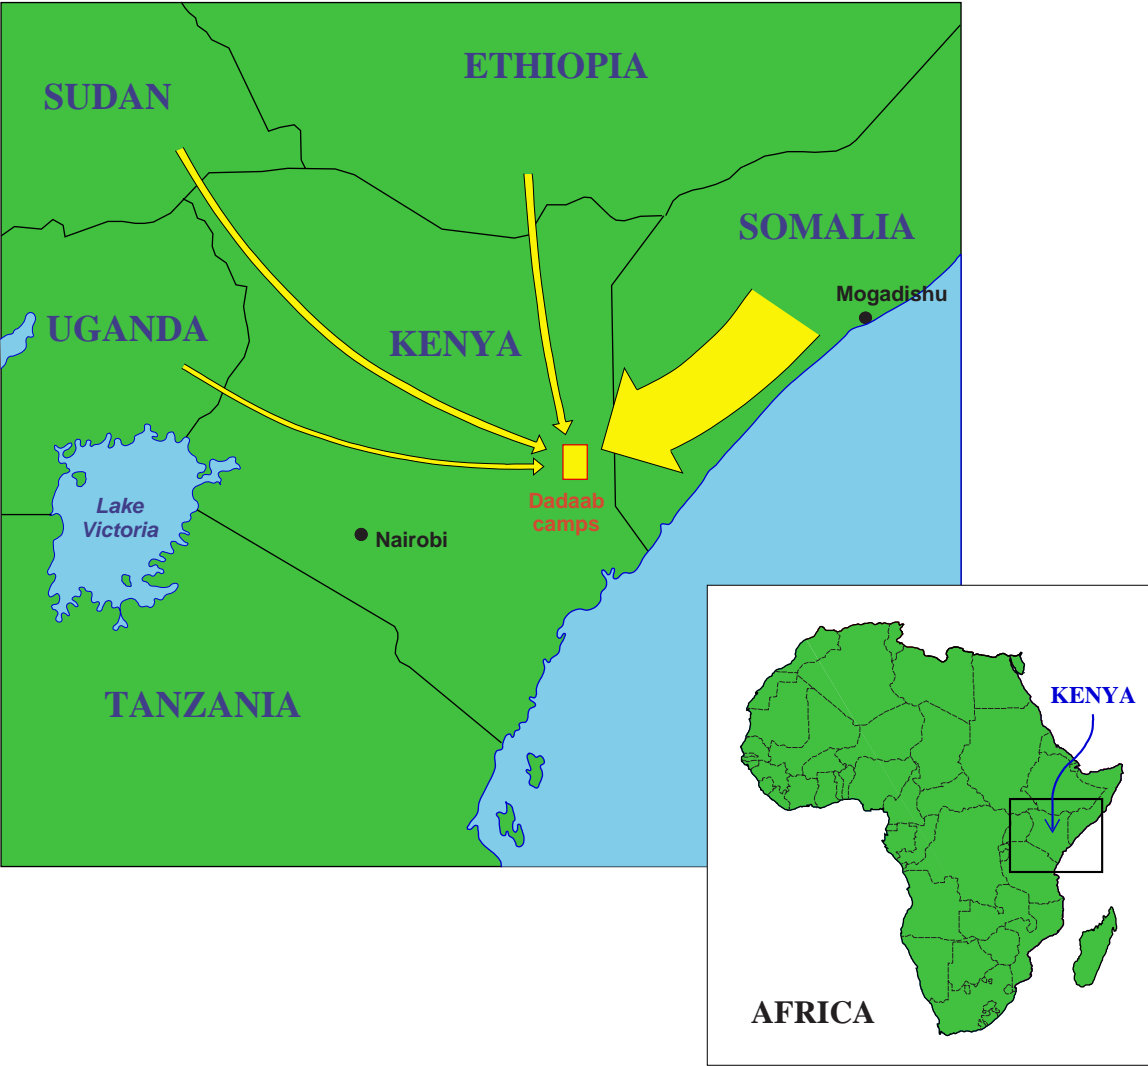 ETHIOPIA
SUDAN
SOMALIA
Mogadishu
UGANDA
KENYA
Dadaab
camps
Lake
Victoria
Nairobi
TANZANIA
KENYA
AFRICA